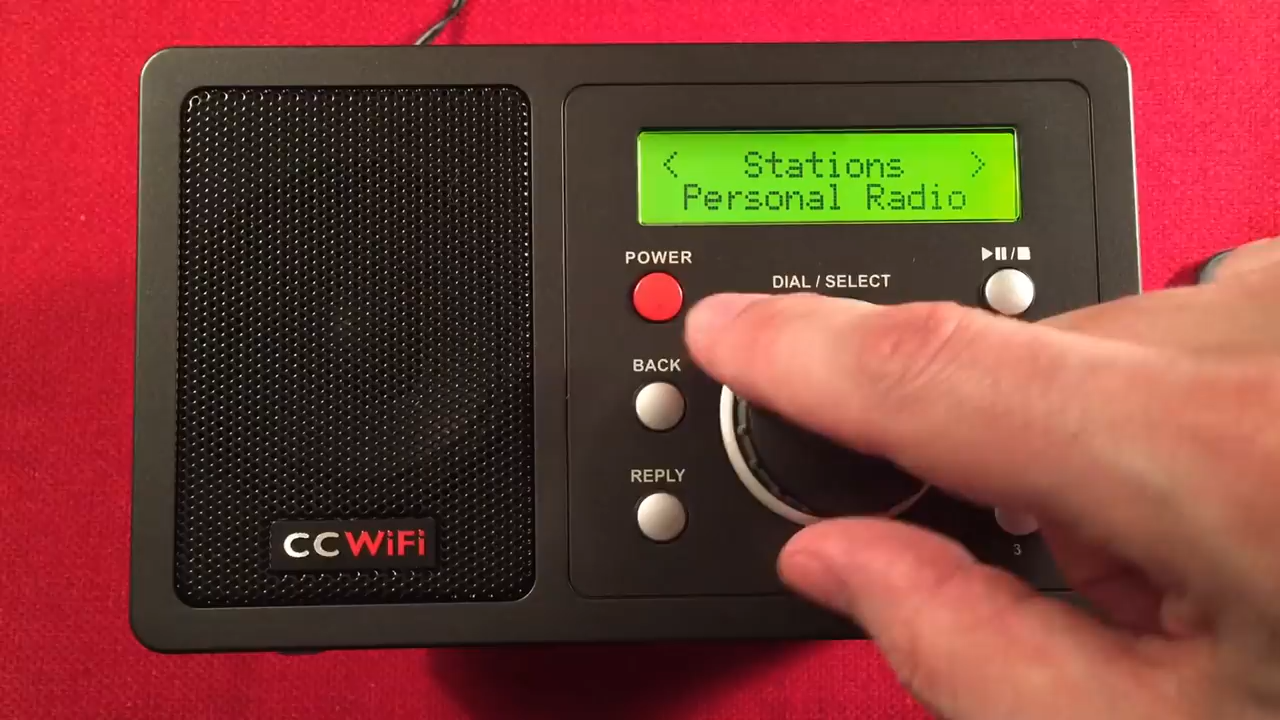 < Stations >
Personal Radio
POWER
▶❚❚/■
DIAL / SELECT
BACK
REPLY
CCWiFi
3